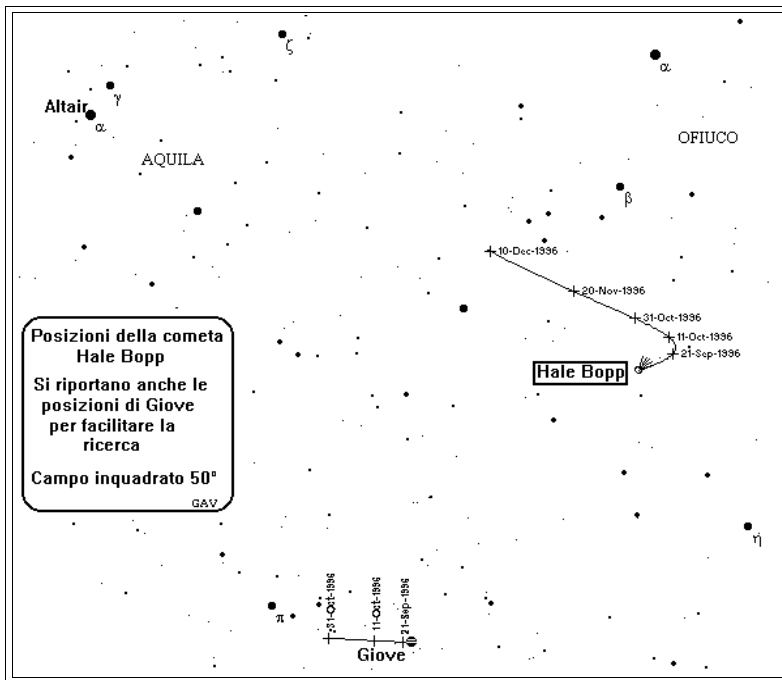 ζ
α
γ
Altair
α
OFIUCO
AQUILA
β
10-Dec-1996
20-Nov-1996
31-Oct-1996
11-Oct-1996
21-Sep-1996
Hale Bopp
Posizioni della cometa
Hale Bopp
Si riportano anche le
posizioni di Giove
per facilitare la
ricerca
Campo inquadrato 50°
GAV
η
π
31-Oct-1996
11-Oct-1996
21-Sep-1996
Giove